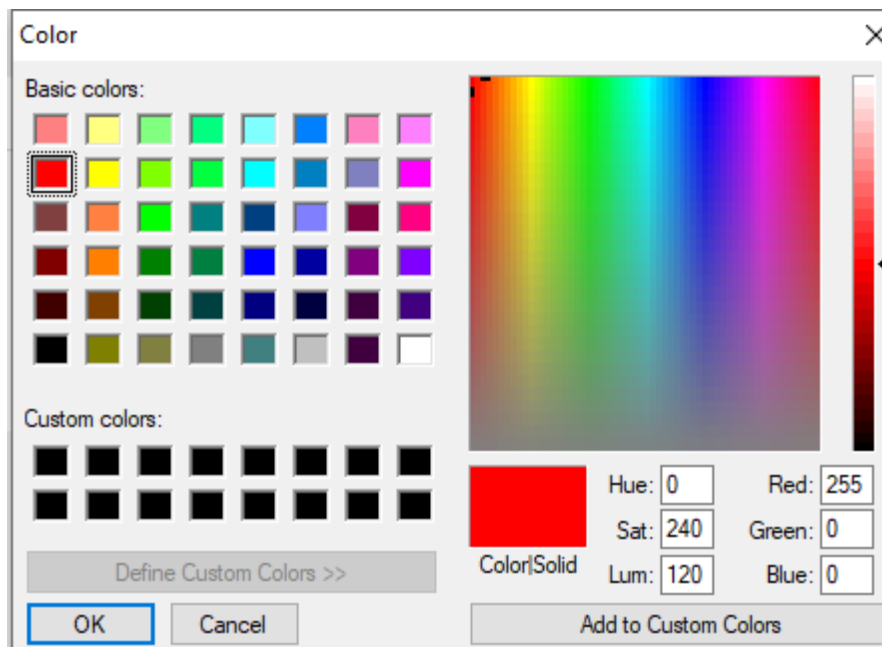 Color
Basic colors:
Custom colors:
Define Custom Colors >>
OK
Cancel
Color|Solid
Hue: 0
Sat: 240
Lum: 120
Red: 255
Green: 0
Blue: 0
Add to Custom Colors